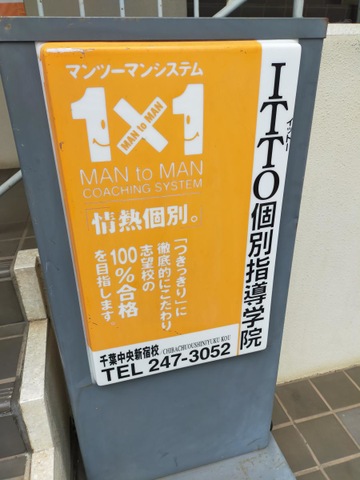 マンツーマンシステム
1×1
MAN to MAN
MAN to MAN
COACHING SYSTEM
情熱個別。
「つきっきり」に
徹底的にこだわり
志望校の
100%合格
を目指します。
イットー
ITTO個別指導学院
千葉中央新宿校/CHIBACHUOUSHINJYUKU KOU
TEL 247-3052